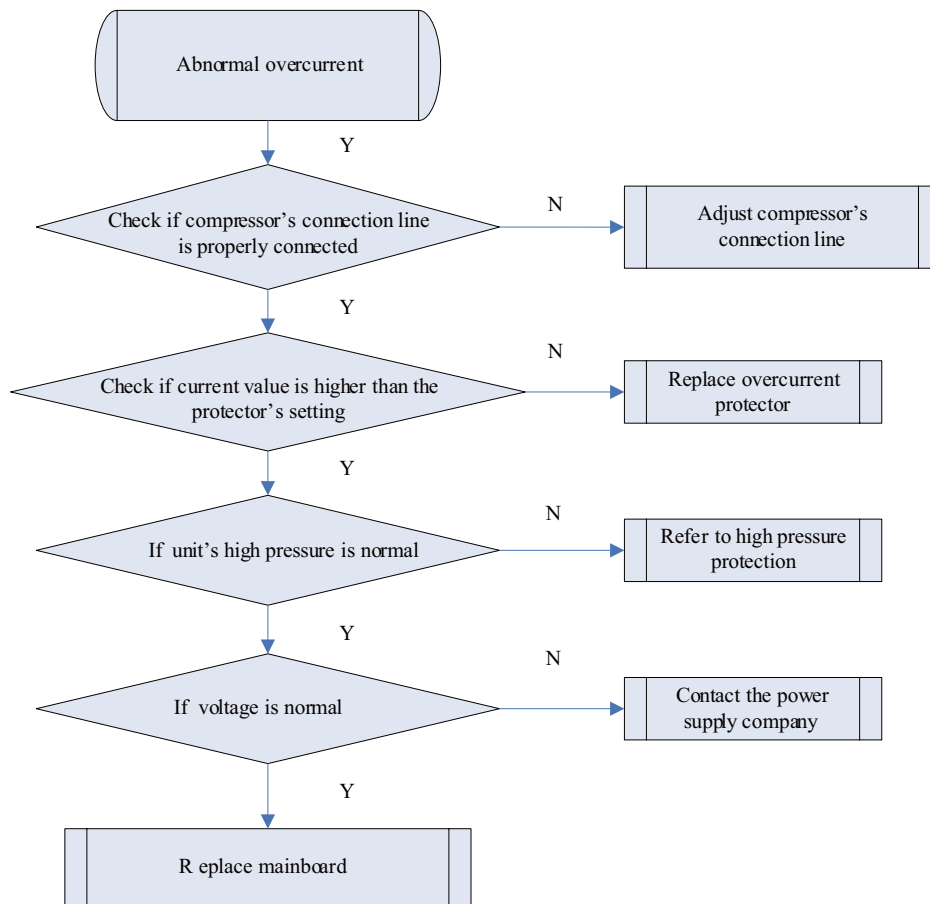 Abnormal overcurrent
Y
Check if compressor’s connection line
is properly connected
N
Adjust compressor’s
connection line
Y
Check if current value is higher than the
protector’s setting
N
Replace overcurrent
protector
Y
If unit’s high pressure is normal
N
Refer to high pressure
protection
Y
If voltage is normal
N
Contact the power
supply company
Y
R eplace mainboard